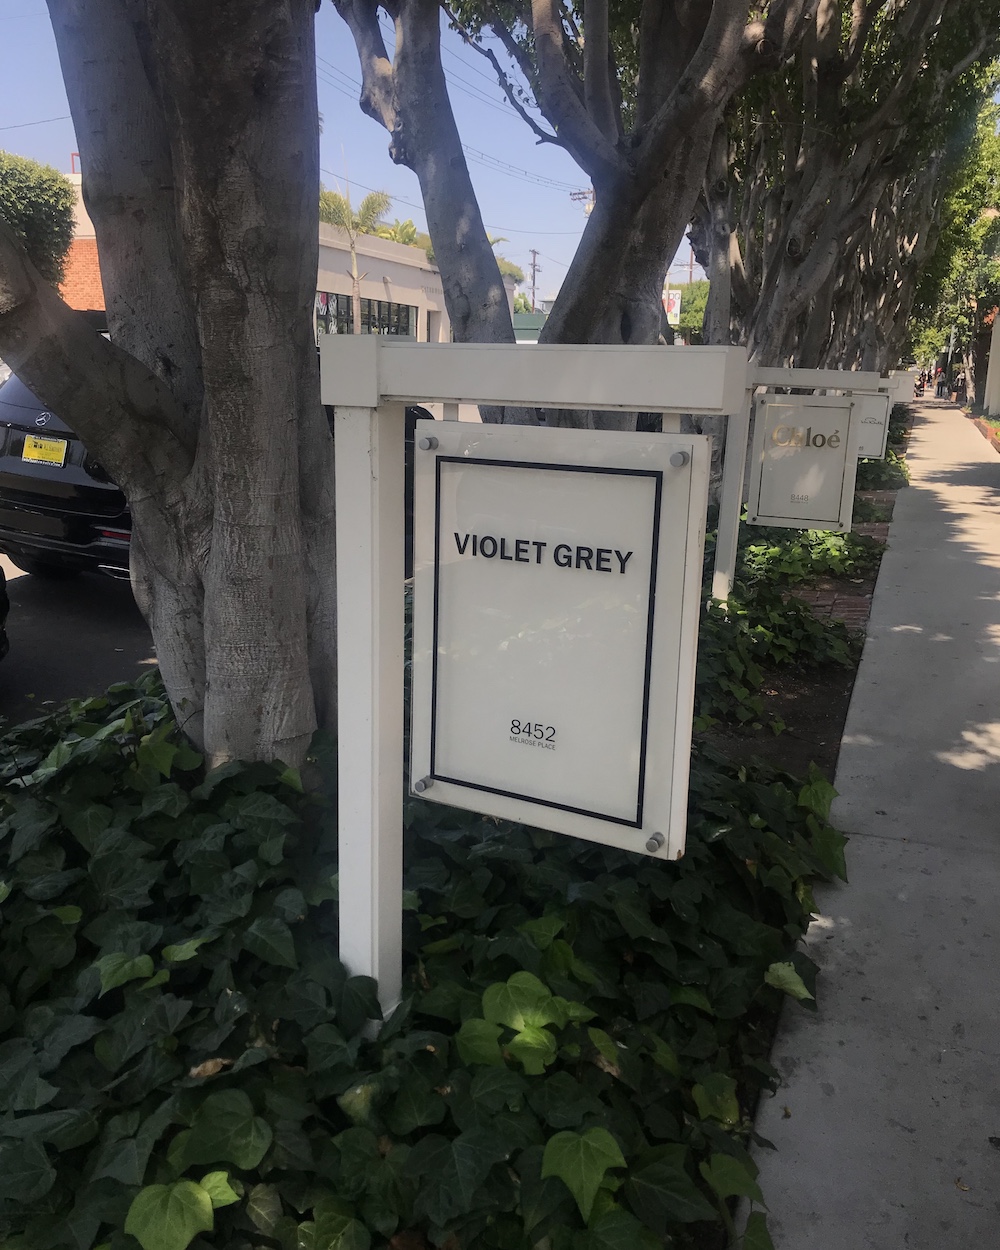 VIOLET GREY
8452
MELROSE PLACE
Chloé
8448